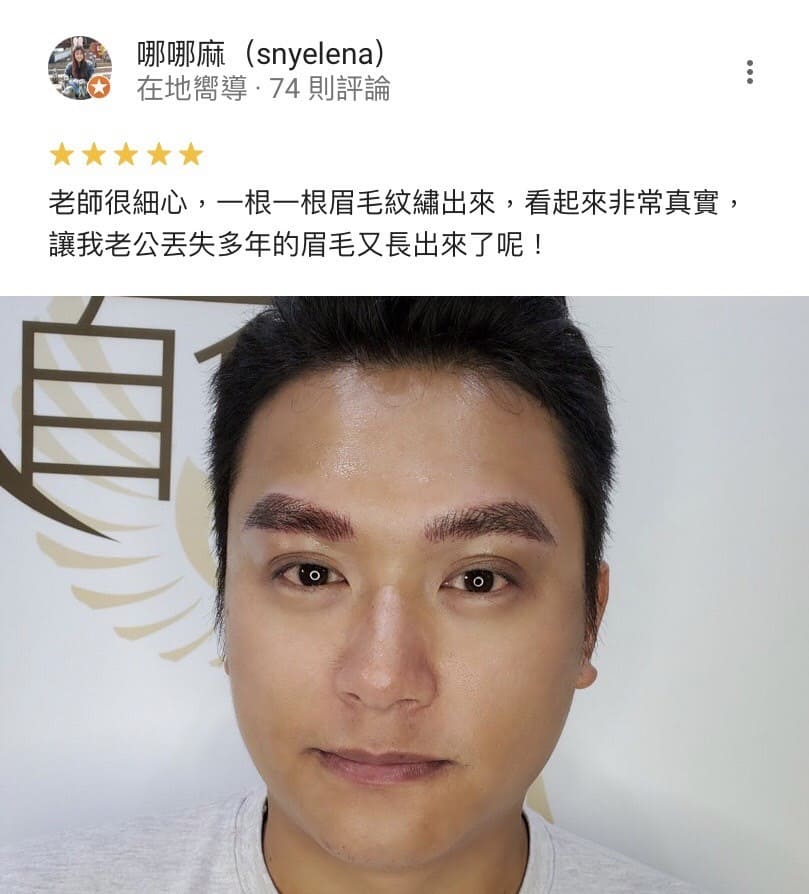 哪哪麻（snyelena）
在地嚮導 · 74 則評論
老師很細心，一根一根眉毛紋繡出來，看起來非常真實，
讓我老公丟失多年的眉毛又長出來了呢！